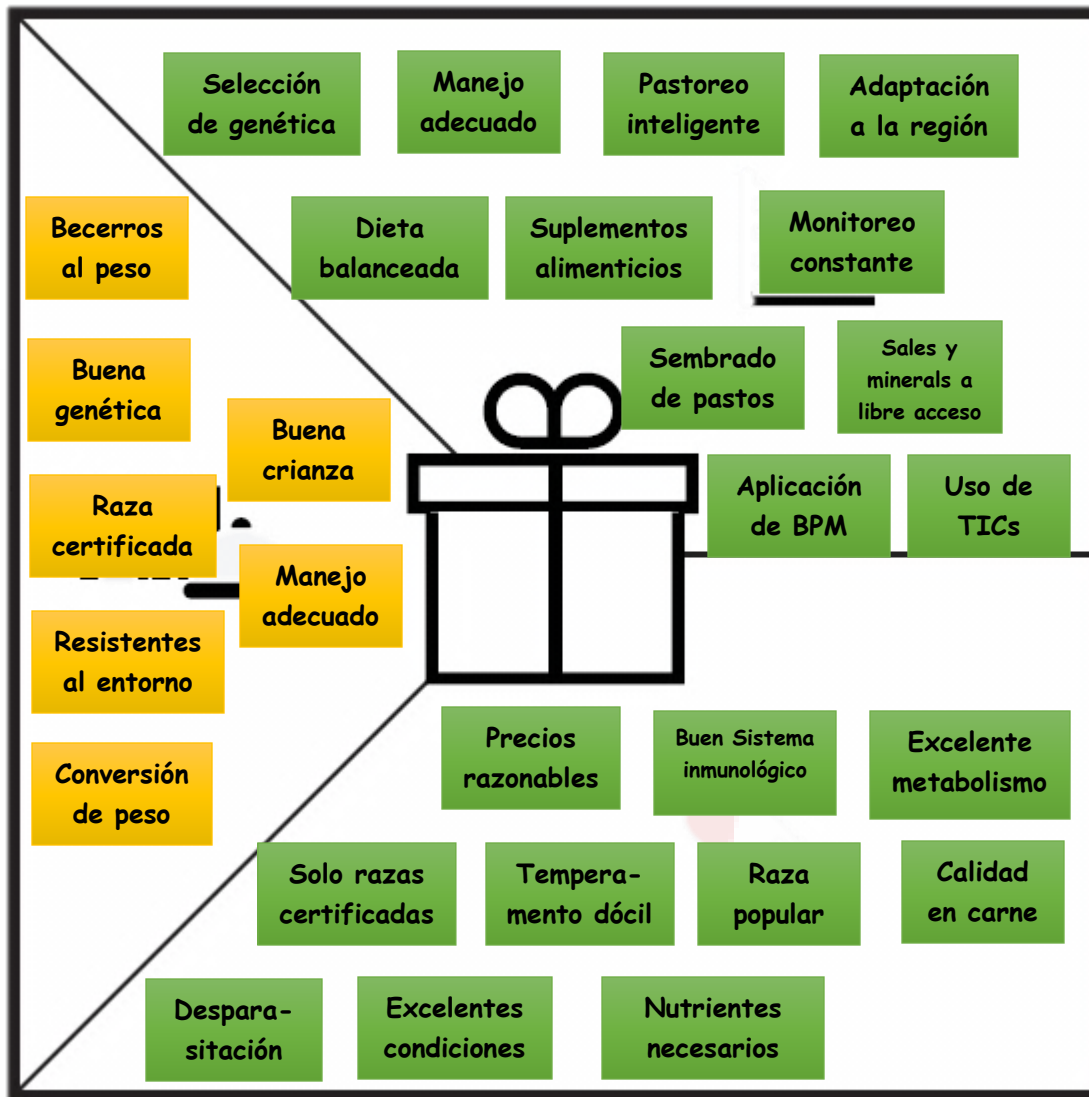 Selección
de genética
Manejo
adecuado
Pastoreo
inteligente
Adaptación
a la región
Becerros
al peso
Dieta
balanceada
Suplementos
alimenticios
Monitoreo
constante
Buena
genética
Buena
crianza
Sembrado
de pastos
Sales y
minerals a
libre acceso
Raza
certificada
Manejo
adecuado
Aplicación
de BPM
Uso de
TICs
Resistentes
al entorno
Conversión
de peso
Precios
razonables
Buen Sistema
inmunológico
Excelente
metabolismo
Solo razas
certificadas
Tempera-
mento dócil
Raza
popular
Calidad
en carne
Despara-
sitación
Excelentes
condiciones
Nutrientes
necesarios